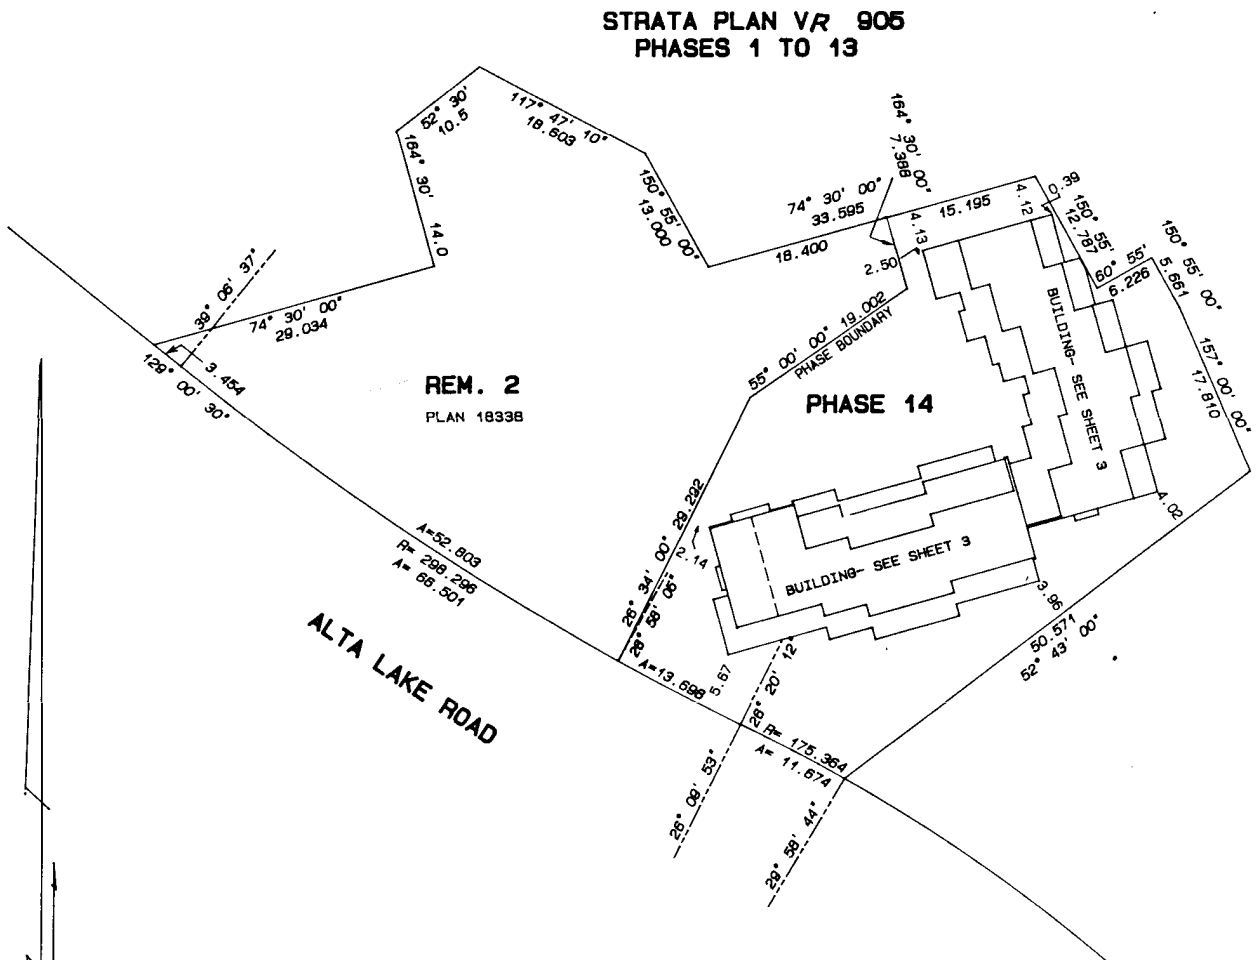 STRATA PLAN VR 905
PHASES 1 TO 13
52° 30'
10.5
117° 47' 10"
18.603
164° 30'
14.0
150° 55' 00"
13.000
164° 30' 00"
7.388
74° 30' 00"
33.595
18.400
4.13
15.195
4.12
0.39
150° 55'
12.787
60° 55'
6.226
150° 55' 00"
5.661
2.50
39° 06' 37"
74° 30' 00"
29.034
3.454
129° 00' 30"
REM. 2
PLAN 18338
55° 00' 00" 19.002
PHASE BOUNDARY
PHASE 14
BUILDING- SEE SHEET 3
157° 00' 00"
17.810
4.02
26° 34' 00" 29.292
28° 58' 05"
2.14
BUILDING- SEE SHEET 3
3.96
50.571
52° 43' 00"
A=52.803
R= 298.296
A= 66.501
ALTA LAKE ROAD
A=13.698
5.67
26° 20' 12"
R= 175.364
A= 11.674
26° 09' 53"
29° 58' 44"